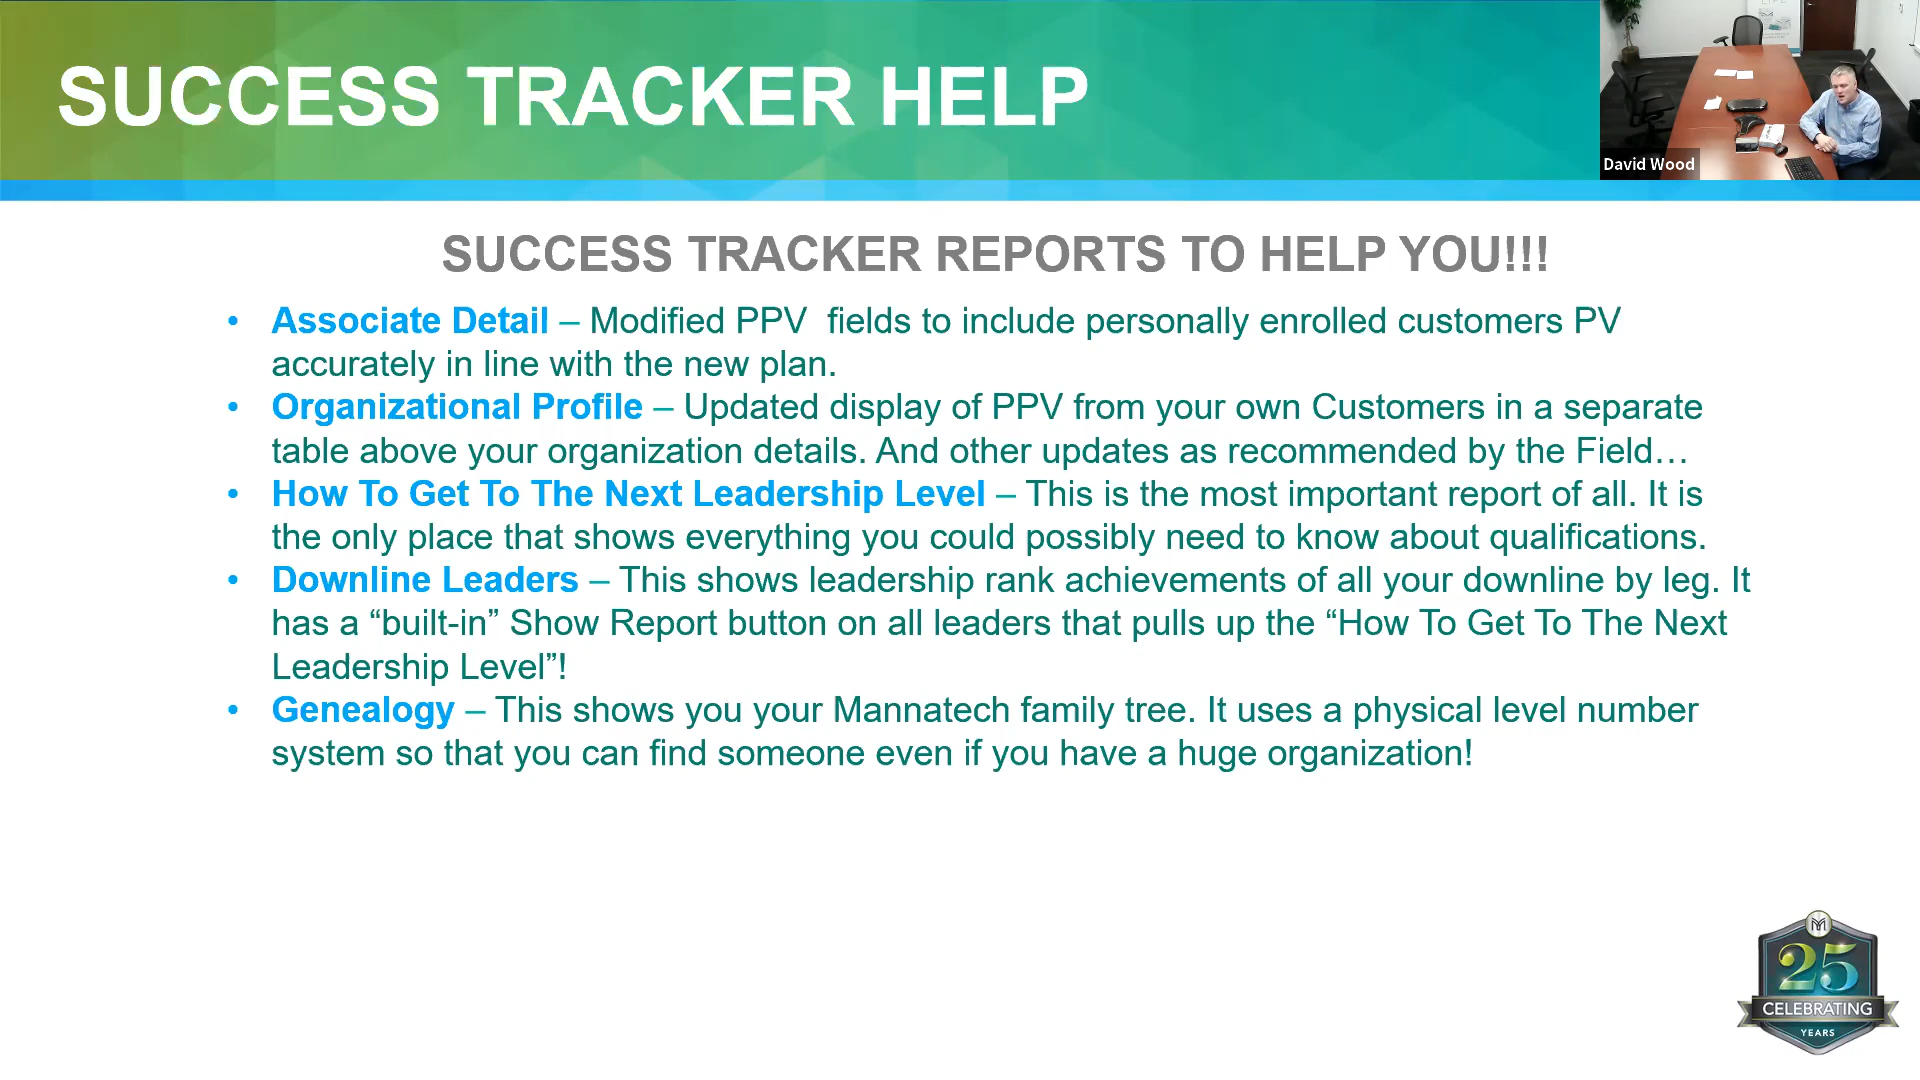 SUCCESS TRACKER HELP
David Wood
SUCCESS TRACKER REPORTS TO HELP YOU!!!
• Associate Detail – Modified PPV  fields to include personally enrolled customers PV
accurately in line with the new plan.
• Organizational Profile – Updated display of PPV from your own Customers in a separate
table above your organization details. And other updates as recommended by the Field…
• How To Get To The Next Leadership Level – This is the most important report of all. It is
the only place that shows everything you could possibly need to know about qualifications.
• Downline Leaders – This shows leadership rank achievements of all your downline by leg. It
has a “built-in” Show Report button on all leaders that pulls up the “How To Get To The Next
Leadership Level”!
• Genealogy – This shows you your Mannatech family tree. It uses a physical level number
system so that you can find someone even if you have a huge organization!
25
CELEBRATING
YEARS